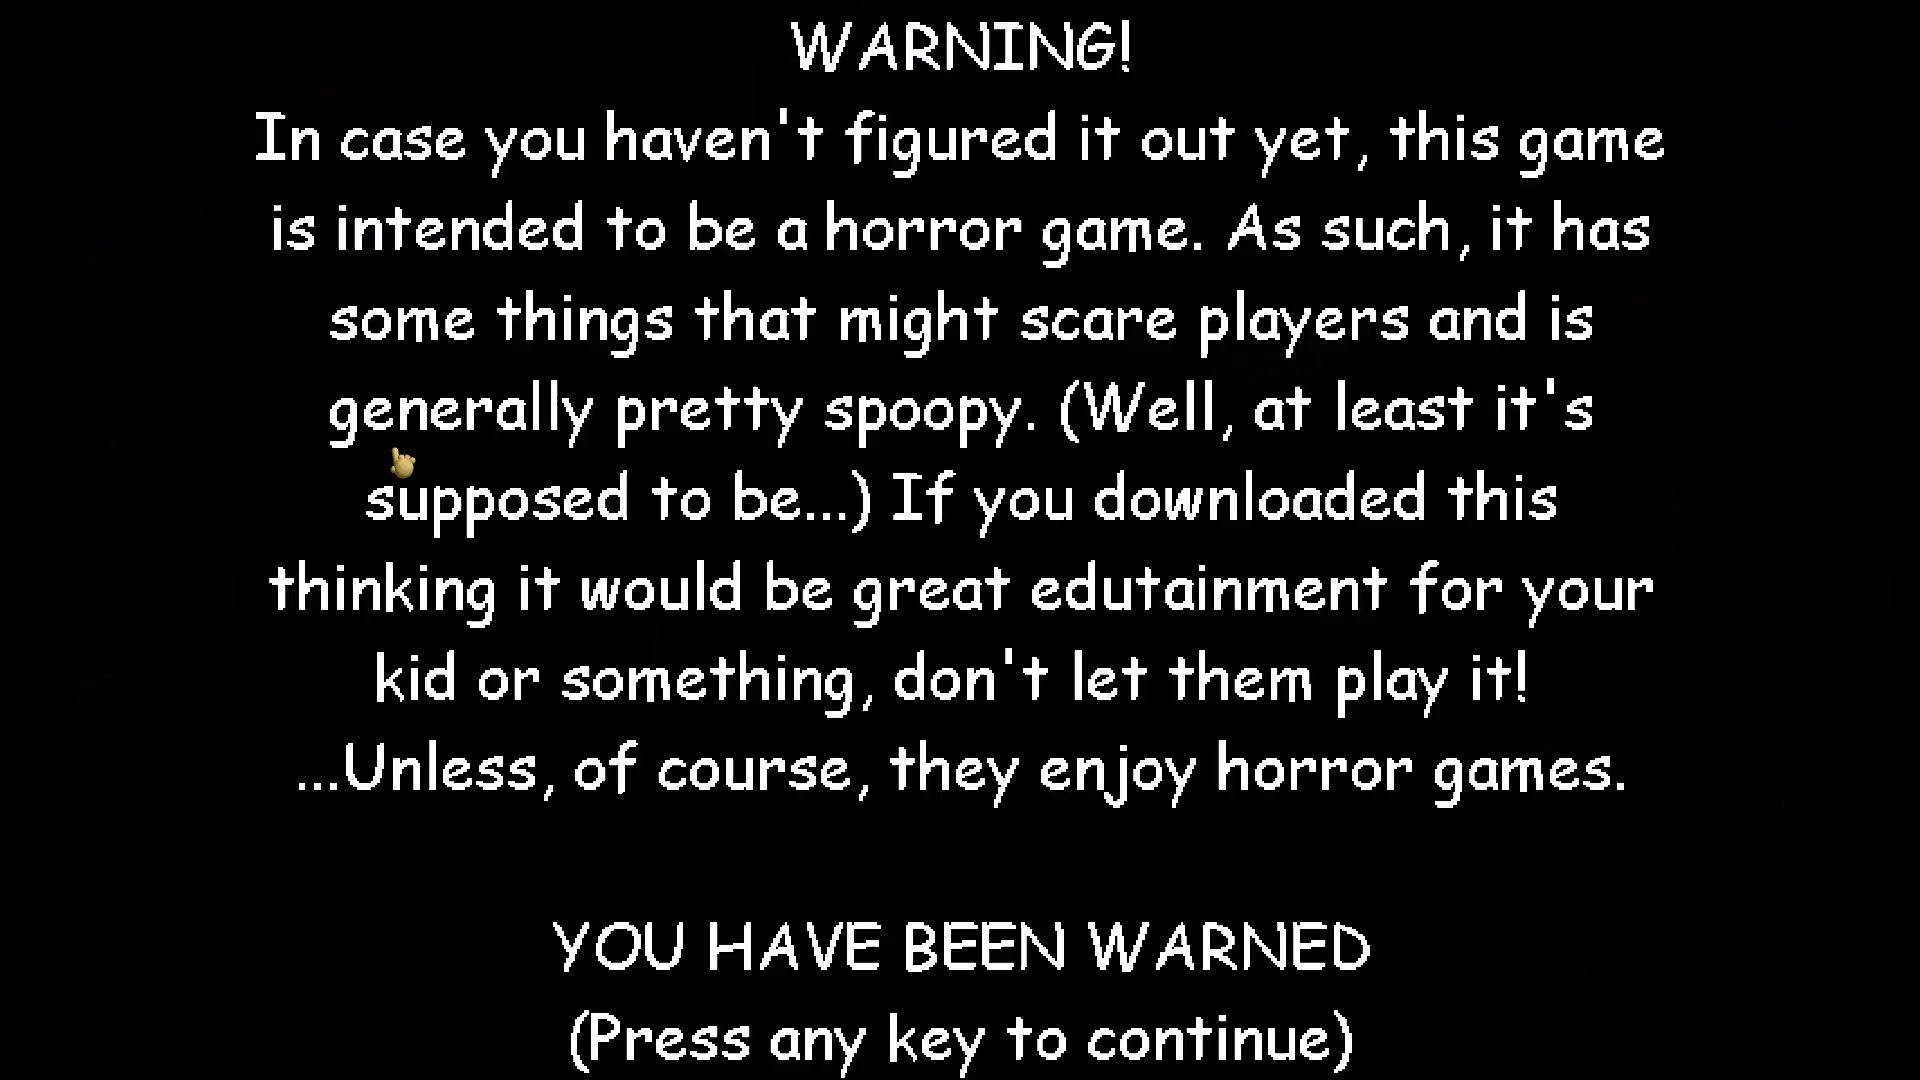 WARNING!
In case you haven't figured it out yet, this game
is intended to be a horror game. As such, it has
some things that might scare players and is
generally pretty spoopy. (Well, at least it's
supposed to be...) If you downloaded this
thinking it would be great edutainment for your
kid or something, don't let them play it!
...Unless, of course, they enjoy horror games.
YOU HAVE BEEN WARNED
(Press any key to continue)